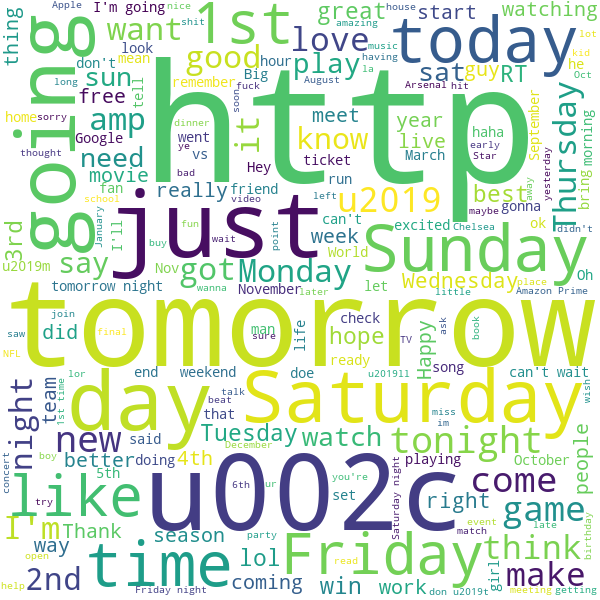 Apple
nice
I'm going
want
1st
great
watching
thing
shit
amazing
house
look
hour
start
don't
mean
love
music
having
today
lot
sun
tell
good
Big
play
August
la
sat
guy
RT
he
kid
Oct
long
remember
soon
fuck
Arsenal
hit
free
home
sorry
amp
it
meet
year
September
Thursday
morning
going
http
Google
went
dinner
know
live
haha
early
bring
thought
need
ye
vs
Hey
ticket
March
Star
yesterday
movie
bad
run
best
away
fan
really
friend
left
can't
gonna
maybe
ok
3rd
January
I'll
school
video
u2019
just
fun
week
excited
Chelsea
didn't
u2019m
say
buy
wait
point
World
Sunday
Nov
got
Monday
Wednesday
place
Oh
tomorrow night
wanna
November
later
let
little
Amazon Prime
join
did
man
life
hope
check
Happy
ask
book
saw
final
sure
TV
song
NFL
tomorrow
ready
lor
end
weekend
doe
u2019ll
can't wait
team
1st time
day
beat
that
talk
Saturday
miss
im
wish
night
new
said
Tuesday
watch
tonight
people
concert
boy
better
doing
4th
December
you're
playing
October
5th
try
6th
ur
set
Saturday night
come
like
u002c
right
game
birthday
I'm
Thank
season
party
event
match
late
way
lol
Friday
think
open
time
coming
win
read
work
girl
make
help
2nd
Friday night
don u2019t
meeting
getting